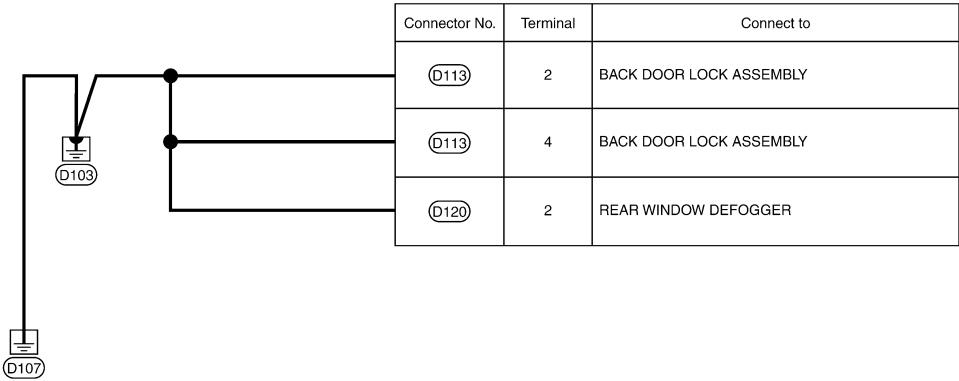 Connector No. Terminal Connect to
D113 2 BACK DOOR LOCK ASSEMBLY
D113 4 BACK DOOR LOCK ASSEMBLY
D103
D120 2 REAR WINDOW DEFOGGER
D107